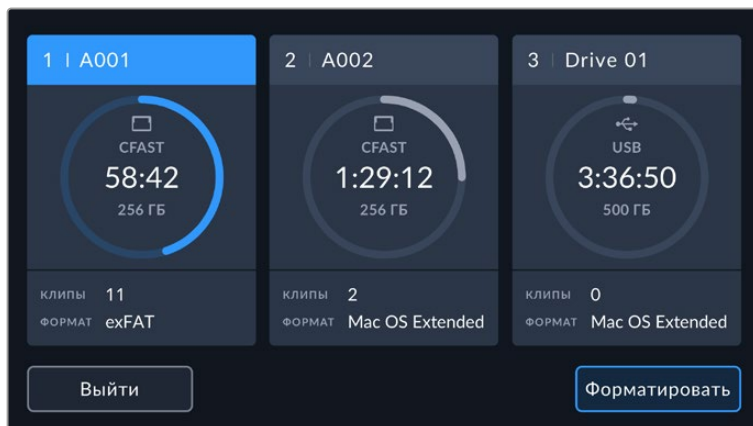 1 | A001
CFAST
58:42
256 ГБ
КЛИПЫ 11
ФОРМАТ exFAT
2 | A002
CFAST
1:29:12
256 ГБ
КЛИПЫ 2
ФОРМАТ Mac OS Extended
3 | Drive 01
USB
3:36:50
500 ГБ
КЛИПЫ 0
ФОРМАТ Mac OS Extended
Выйти
Форматировать